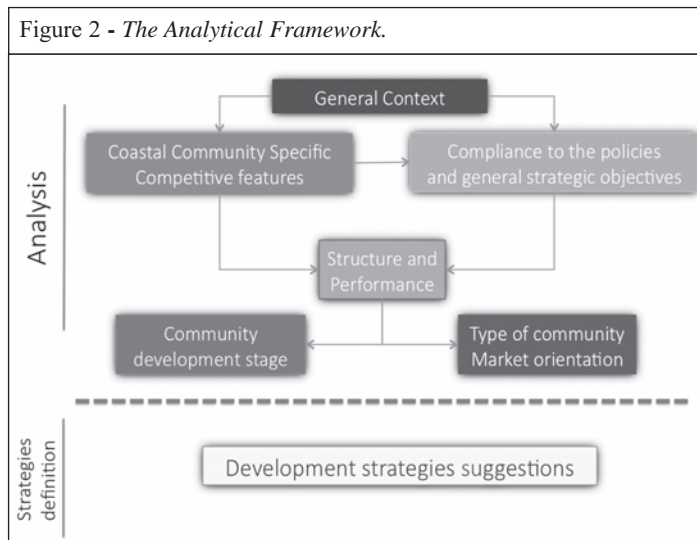 Figure 2 - The Analytical Framework.
Analysis
General Context
Coastal Community Specific
Competitive features
Compliance to the policies
and general strategic objectives
Structure and
Performance
Community
development stage
Type of community
Market orientation
Strategies
definition
Development strategies suggestions